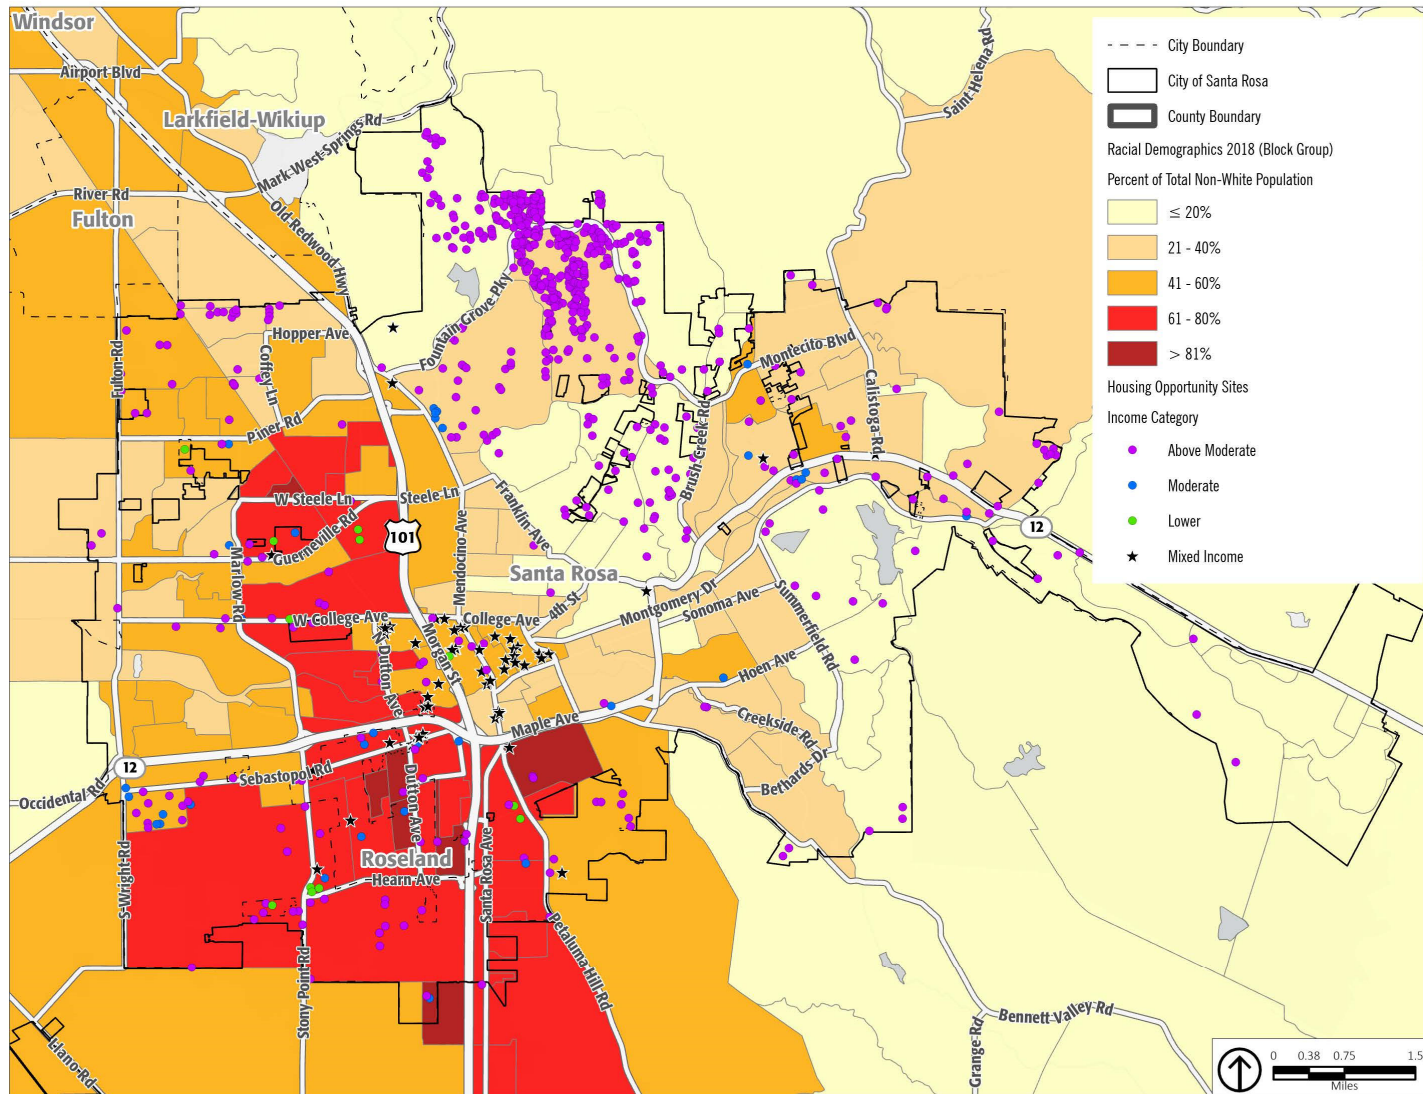 Windsor
Airport Blvd
Larkfield-Wikiup
Mark West Springs Rd
River Rd
Fulton
Old Redwood Hwy
Saint Helena Rd
Hopper Ave
Fountain Grove Pky
Fulton Rd
Coffey Ln
Montecito Blvd
Calistoga Rd
Piner Rd
Brush Creek Rd
W Steele Ln
Steele Ln
Franklin Ave
Guerneville Rd
101
Mendocino Ave
12
Marlow Rd
Santa Rosa
4th St
Montgomery Dr
Sonoma Ave
Summerfield Rd
W College Ave
College Ave
N Dutton Ave
Morgan St
Hoen Ave
Creekside Rd
Maple Ave
Bethards Dr
12
Sebastopol Rd
Occidental Rd
Dutton Ave
S Wright Rd
Roseland
Hearn Ave
Santa Rosa Ave
Stony Point Rd
Petaluma Hill Rd
Llano Rd
Bennett Valley Rd
Grange Rd
City Boundary
City of Santa Rosa
County Boundary
Racial Demographics 2018 (Block Group)
Percent of Total Non-White Population
≤ 20%
21 - 40%
41 - 60%
61 - 80%
> 81%
Housing Opportunity Sites
Income Category
Above Moderate
Moderate
Lower
Mixed Income
0 0.38 0.75 1.5
Miles